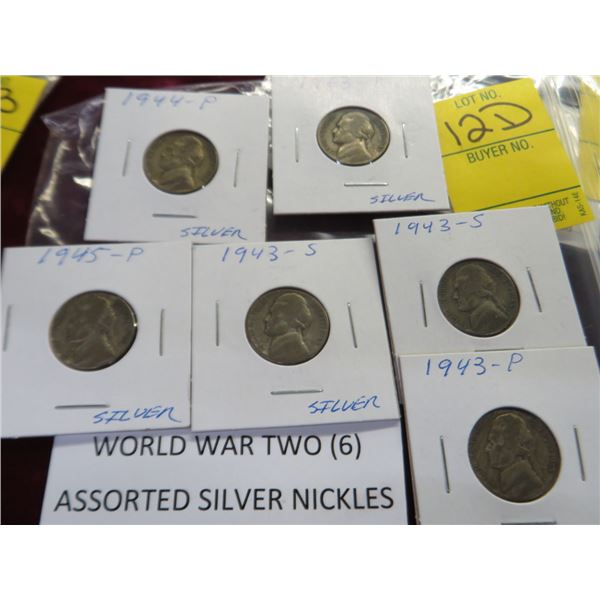 1944-P
SILVER
LOT NO.
12D
BUYER NO.
1945-P
SILVER
1943-S
SILVER
1943-S
1943-P
WORLD WAR TWO (6)
ASSORTED SILVER NICKLES